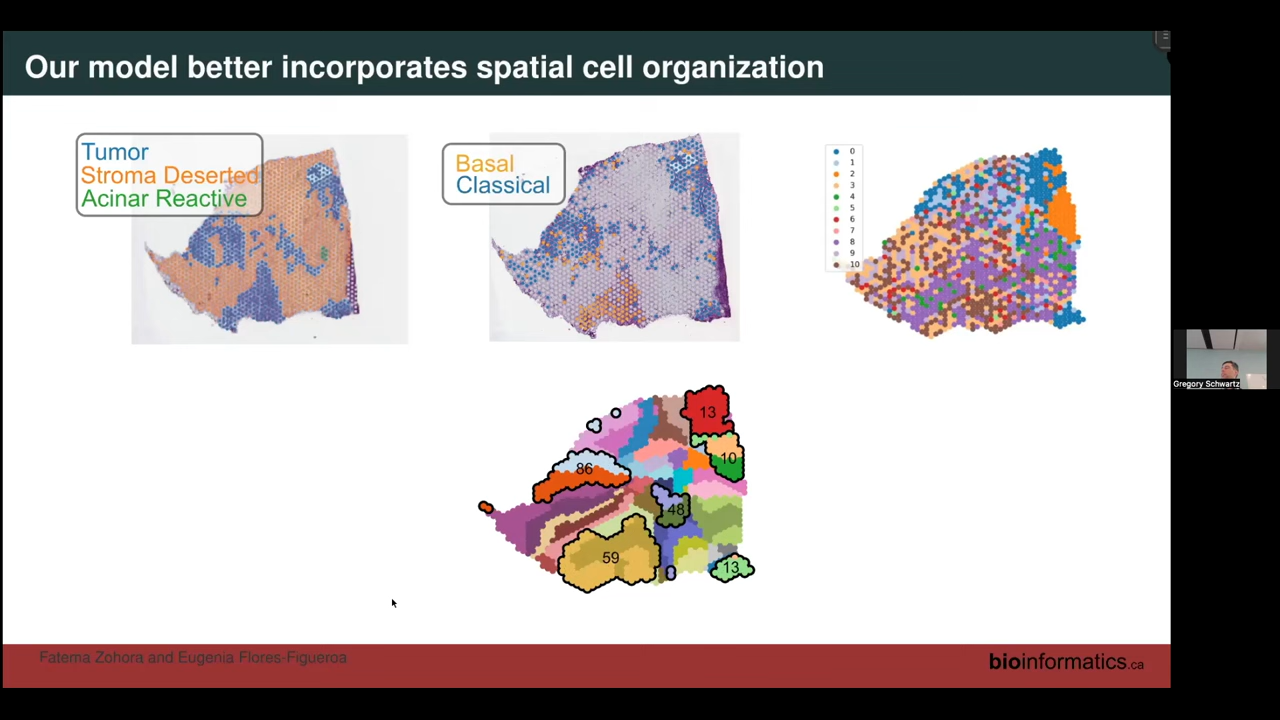 Our model better incorporates spatial cell organization
Tumor
Stroma Deserted
Acinar Reactive
Basal
Classical
0
1
2
3
4
5
6
7
8
9
10
13
10
86
48
59
13
Gregory Schwartz
Fatema Zohora and Eugenia Flores-Figueroa
bioinformatics.ca